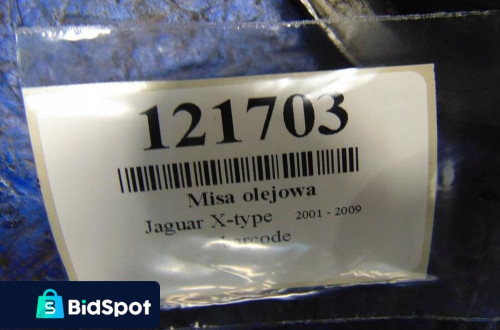 121703
Misa olejowa
Jaguar X-type 2001 - 2009
barcode
BidSpot